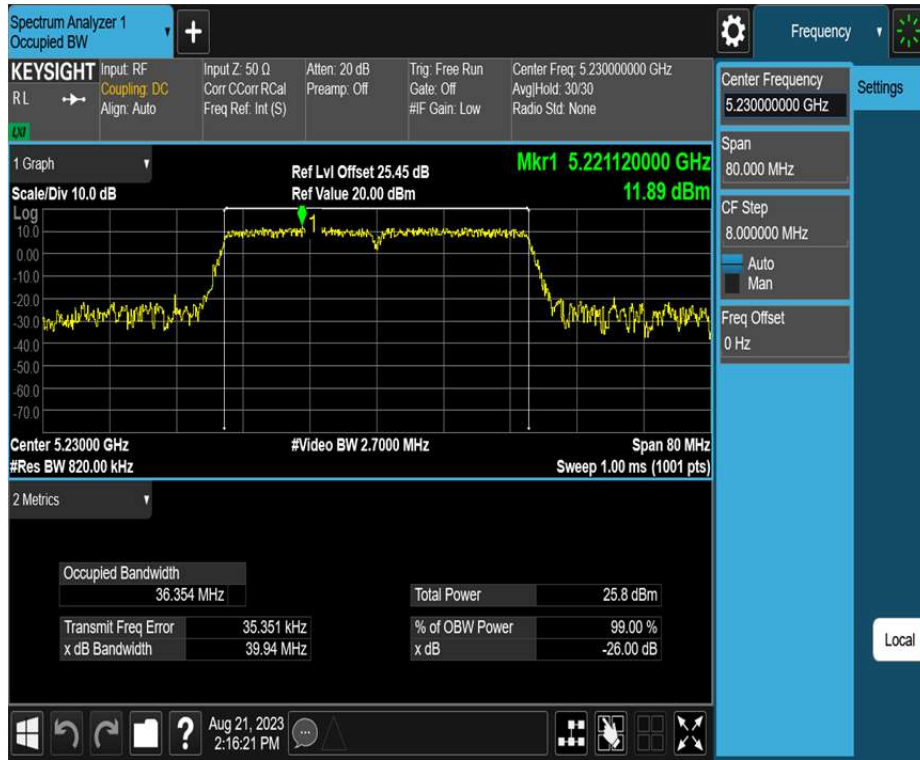 Spectrum Analyzer 1
Occupied BW
+
Frequency
KEYSIGHT
R L
LXI
Input: RF
Coupling: DC
Align: Auto
Input Z: 50 Ω
Corr CCorr RCal
Freq Ref: Int (S)
Atten: 20 dB
Preamp: Off
Trig: Free Run
Gate: Off
#IF Gain: Low
Center Freq: 5.230000000 GHz
Avg|Hold: 30/30
Radio Std: None
Center Frequency
5.230000000 GHz
Settings
Span
80.000 MHz
CF Step
8.000000 MHz
Auto
Man
Freq Offset
0 Hz
1 Graph
Scale/Div 10.0 dB
Ref Lvl Offset 25.45 dB
Ref Value 20.00 dBm
Mkr1 5.221120000 GHz
11.89 dBm
Log
1
10.0
0.00
-10.0
-20.0
-30.0
-40.0
-50.0
-60.0
-70.0
Center 5.23000 GHz
#Video BW 2.7000 MHz
Span 80 MHz
#Res BW 820.00 kHz
Sweep 1.00 ms (1001 pts)
2 Metrics
Occupied Bandwidth
36.354 MHz
Total Power 25.8 dBm
Transmit Freq Error 35.351 kHz
% of OBW Power 99.00 %
x dB Bandwidth 39.94 MHz
x dB -26.00 dB
Local
?
Aug 21, 2023
2:16:21 PM